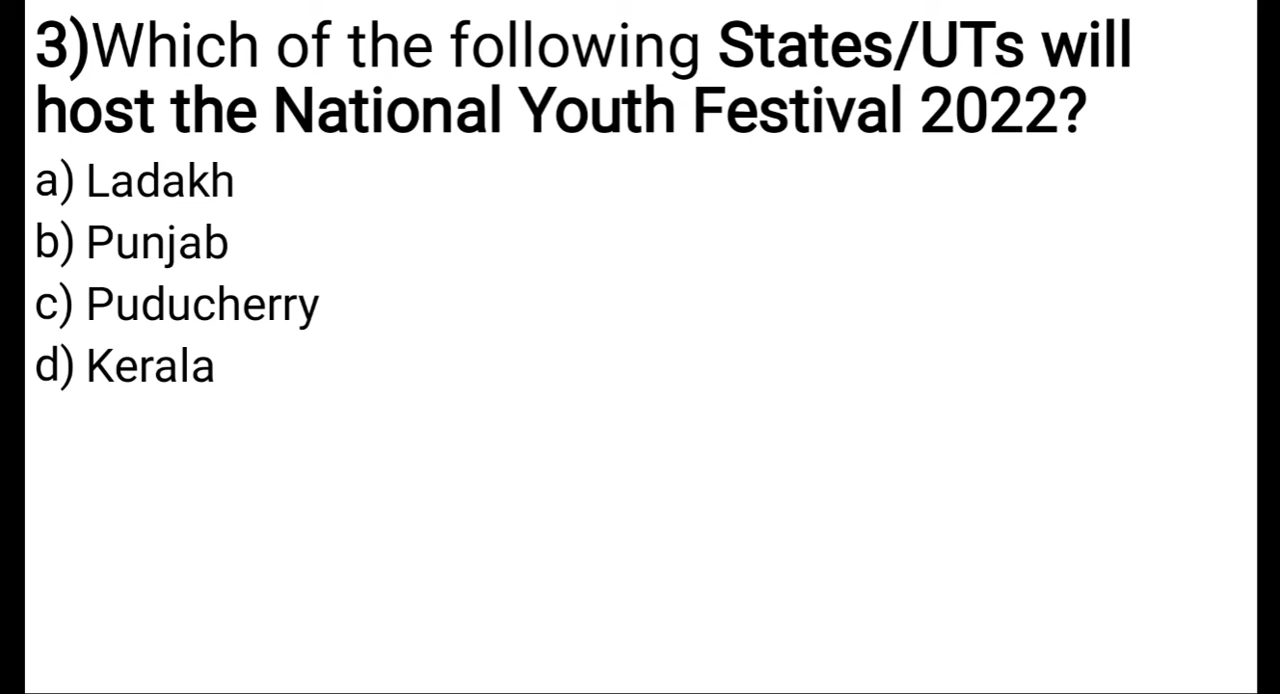 3)Which of the following States/UTs will
host the National Youth Festival 2022?
a) Ladakh
b) Punjab
c) Puducherry
d) Kerala